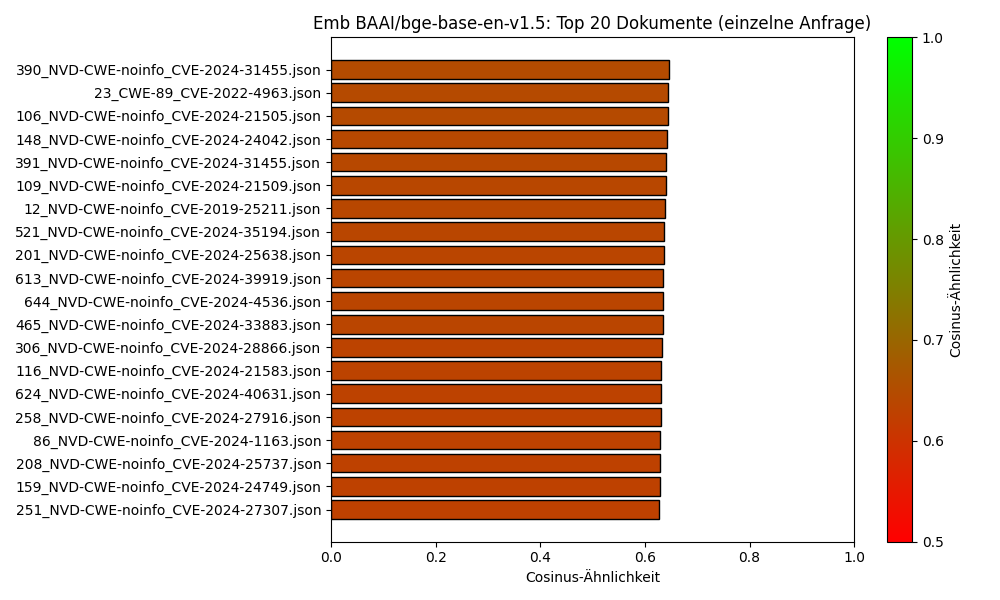 Emb BAAI/bge-base-en-v1.5: Top 20 Dokumente (einzelne Anfrage)
390_NVD-CWE-noinfo_CVE-2024-31455.json
23_CWE-89_CVE-2022-4963.json
106_NVD-CWE-noinfo_CVE-2024-21505.json
148_NVD-CWE-noinfo_CVE-2024-24042.json
391_NVD-CWE-noinfo_CVE-2024-31455.json
109_NVD-CWE-noinfo_CVE-2024-21509.json
12_NVD-CWE-noinfo_CVE-2019-25211.json
521_NVD-CWE-noinfo_CVE-2024-35194.json
201_NVD-CWE-noinfo_CVE-2024-25638.json
613_NVD-CWE-noinfo_CVE-2024-39919.json
644_NVD-CWE-noinfo_CVE-2024-4536.json
465_NVD-CWE-noinfo_CVE-2024-33883.json
306_NVD-CWE-noinfo_CVE-2024-28866.json
116_NVD-CWE-noinfo_CVE-2024-21583.json
624_NVD-CWE-noinfo_CVE-2024-40631.json
258_NVD-CWE-noinfo_CVE-2024-27916.json
86_NVD-CWE-noinfo_CVE-2024-1163.json
208_NVD-CWE-noinfo_CVE-2024-25737.json
159_NVD-CWE-noinfo_CVE-2024-24749.json
251_NVD-CWE-noinfo_CVE-2024-27307.json
0.0 0.2 0.4 0.6 0.8 1.0
Cosinus-Ähnlichkeit
1.0
0.9
0.8
0.7
0.6
0.5
Cosinus-Ähnlichkeit